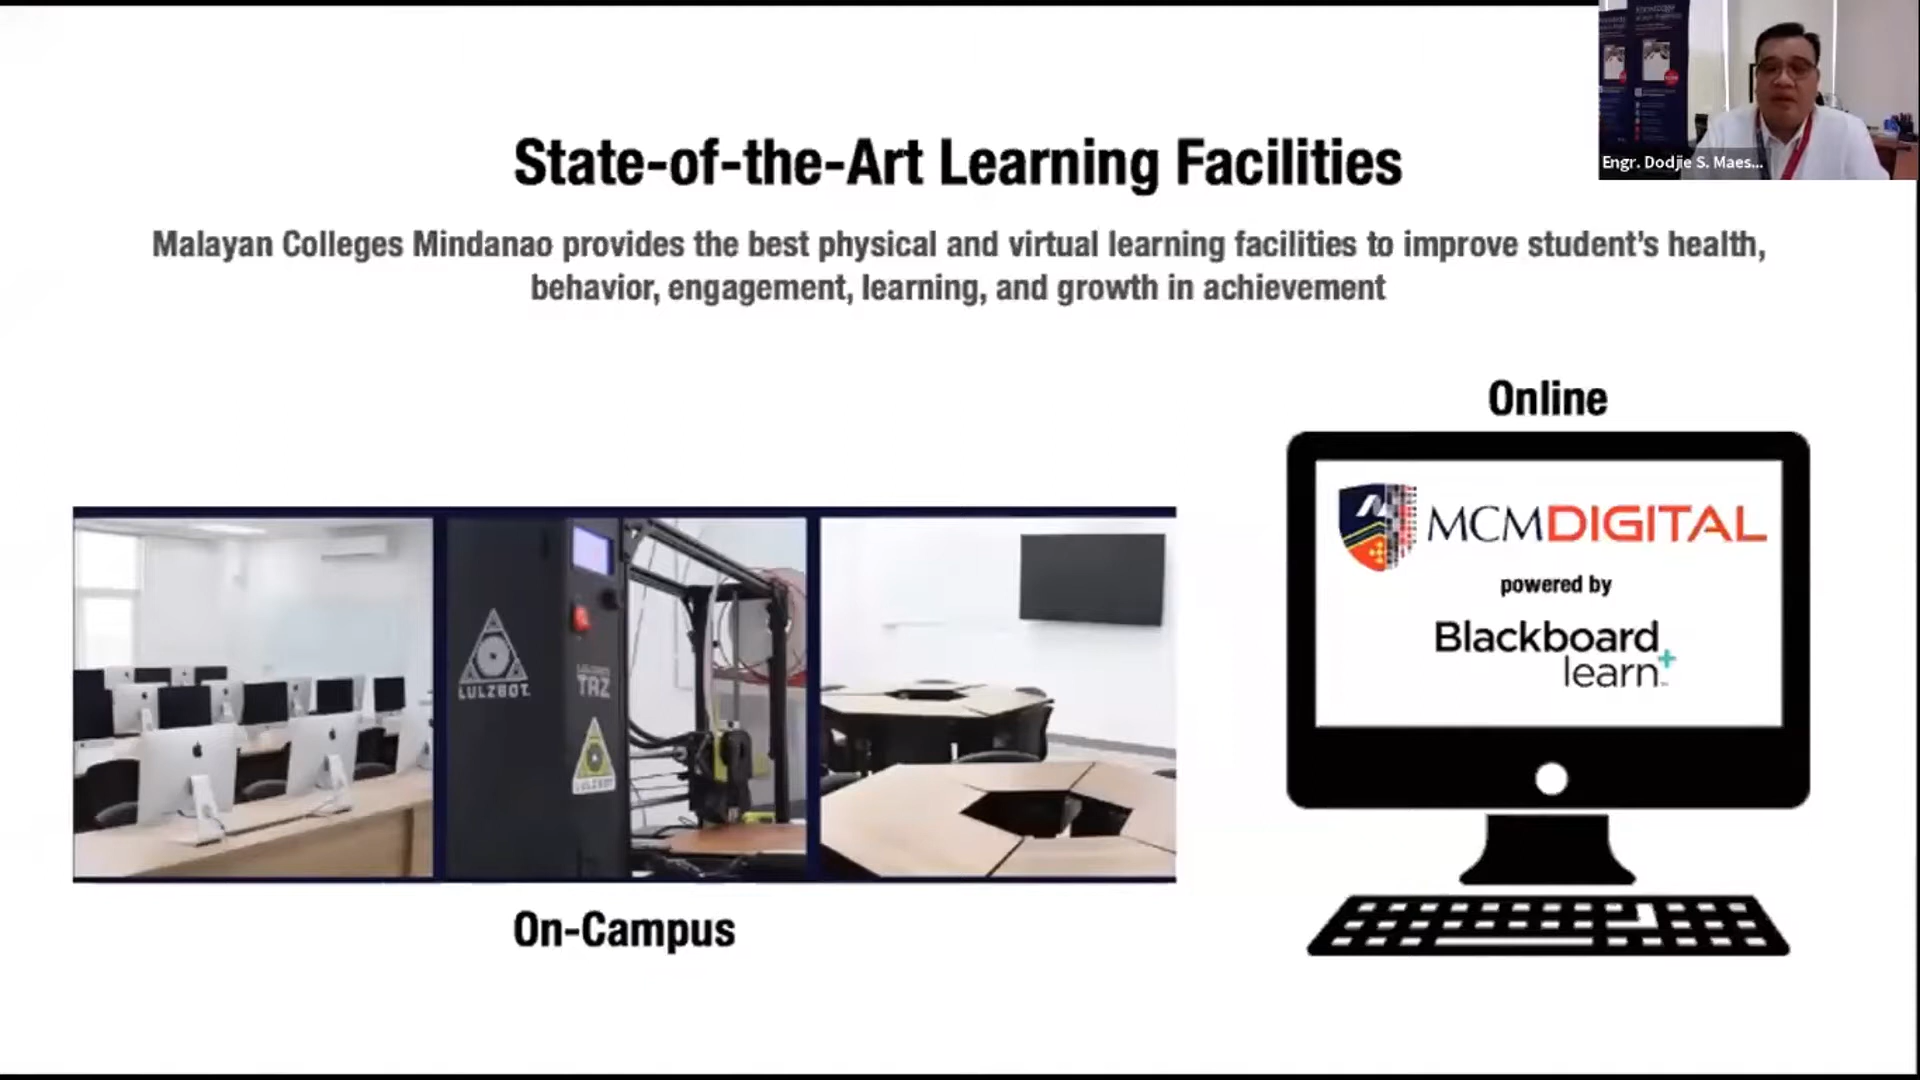 State-of-the-Art Learning Facilities
Engr. Dodjie S. Maes...
Malayan Colleges Mindanao provides the best physical and virtual learning facilities to improve student's health,
behavior, engagement, learning, and growth in achievement
Online
MCMDIGITAL
powered by
Blackboard
learn+
LULZBOT
TAZ
LULZBOT
On-Campus